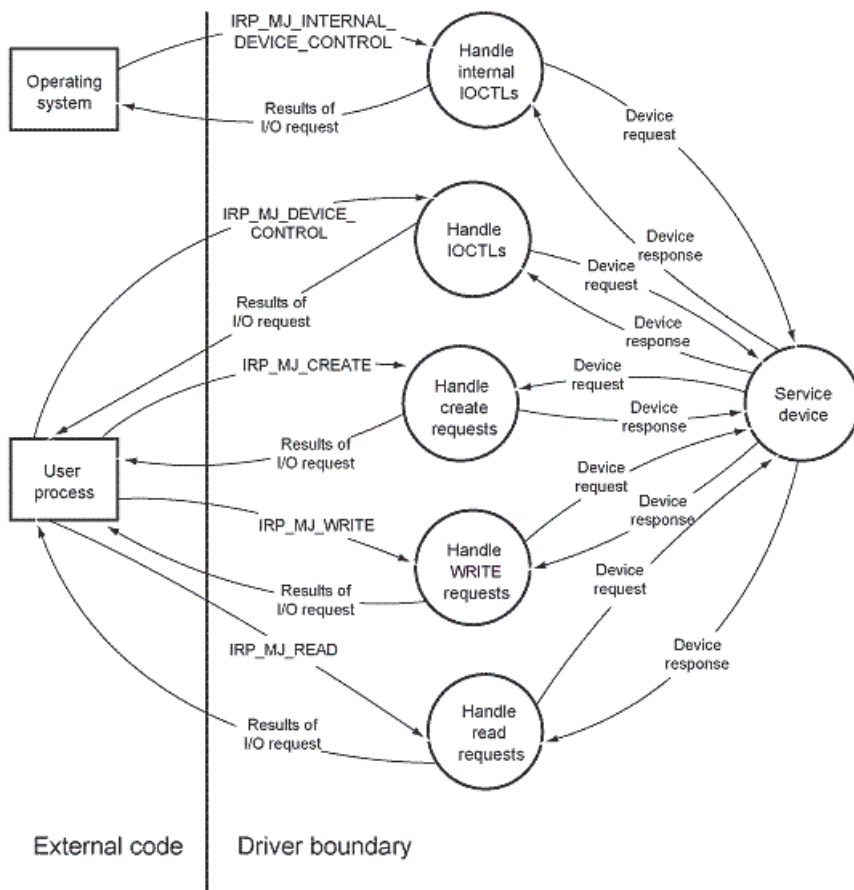 IRP_MJ_INTERNAL_
DEVICE_CONTROL
Handle
internal
IOCTLs
Operating
system
Results of
I/O request
Device
request
IRP_MJ_DEVICE_
CONTROL
Handle
IOCTLs
Device
response
Device
request
Results of
I/O request
Device
response
IRP_MJ_CREATE
Handle
create
requests
Device
request
Device
response
Service
device
Results of
I/O request
User
process
Device
request
IRP_MJ_WRITE
Device
response
Handle
WRITE
requests
Results of
I/O request
Device
request
IRP_MJ_READ
Device
response
Handle
read
requests
Results of
I/O request
External code
Driver boundary